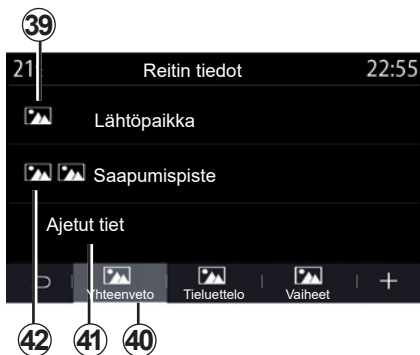 39
21 Reitin tiedot 22:55
Lähtöpaikka
Saapumispiste
Ajetut tiet
Yhteenveto Tieluettelo Vaiheet +
42 41 40